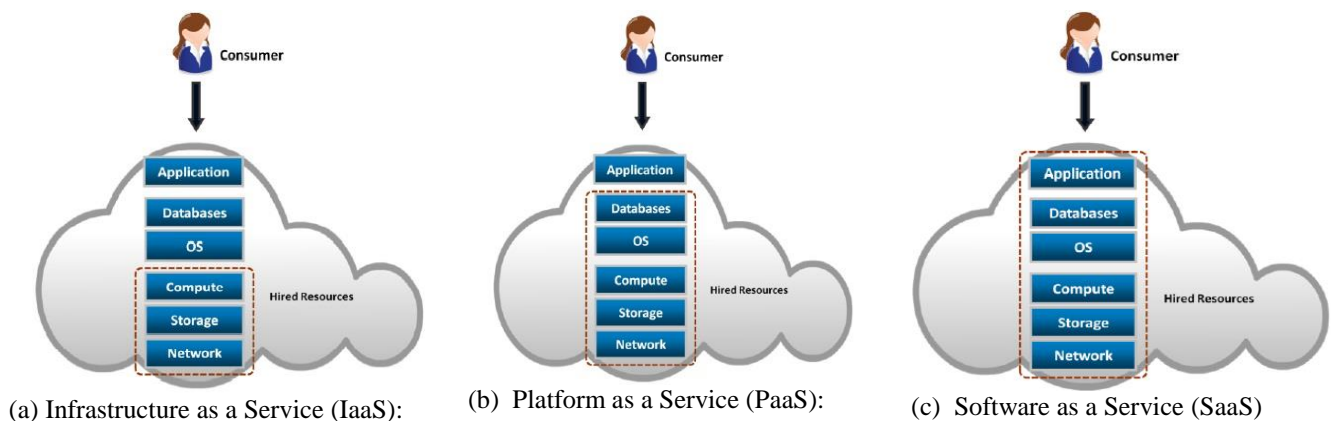 Consumer
Application
Databases
OS
Compute
Storage
Network
Hired Resources
(a) Infrastructure as a Service (IaaS):
Consumer
Application
Databases
OS
Compute
Storage
Network
Hired Resources
(b) Platform as a Service (PaaS):
Consumer
Application
Databases
OS
Compute
Storage
Network
Hired Resources
(c) Software as a Service (SaaS)